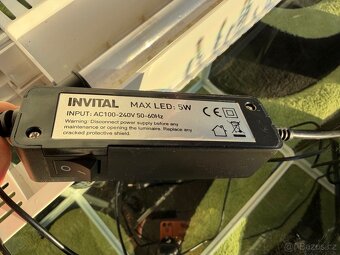 INVITAL MAX LED: 5W
INPUT: AC100-240V 50-60Hz
Warning: Disconnect power supply before any
maintenance or opening the luminaire. Replace any
cracked protective shield.